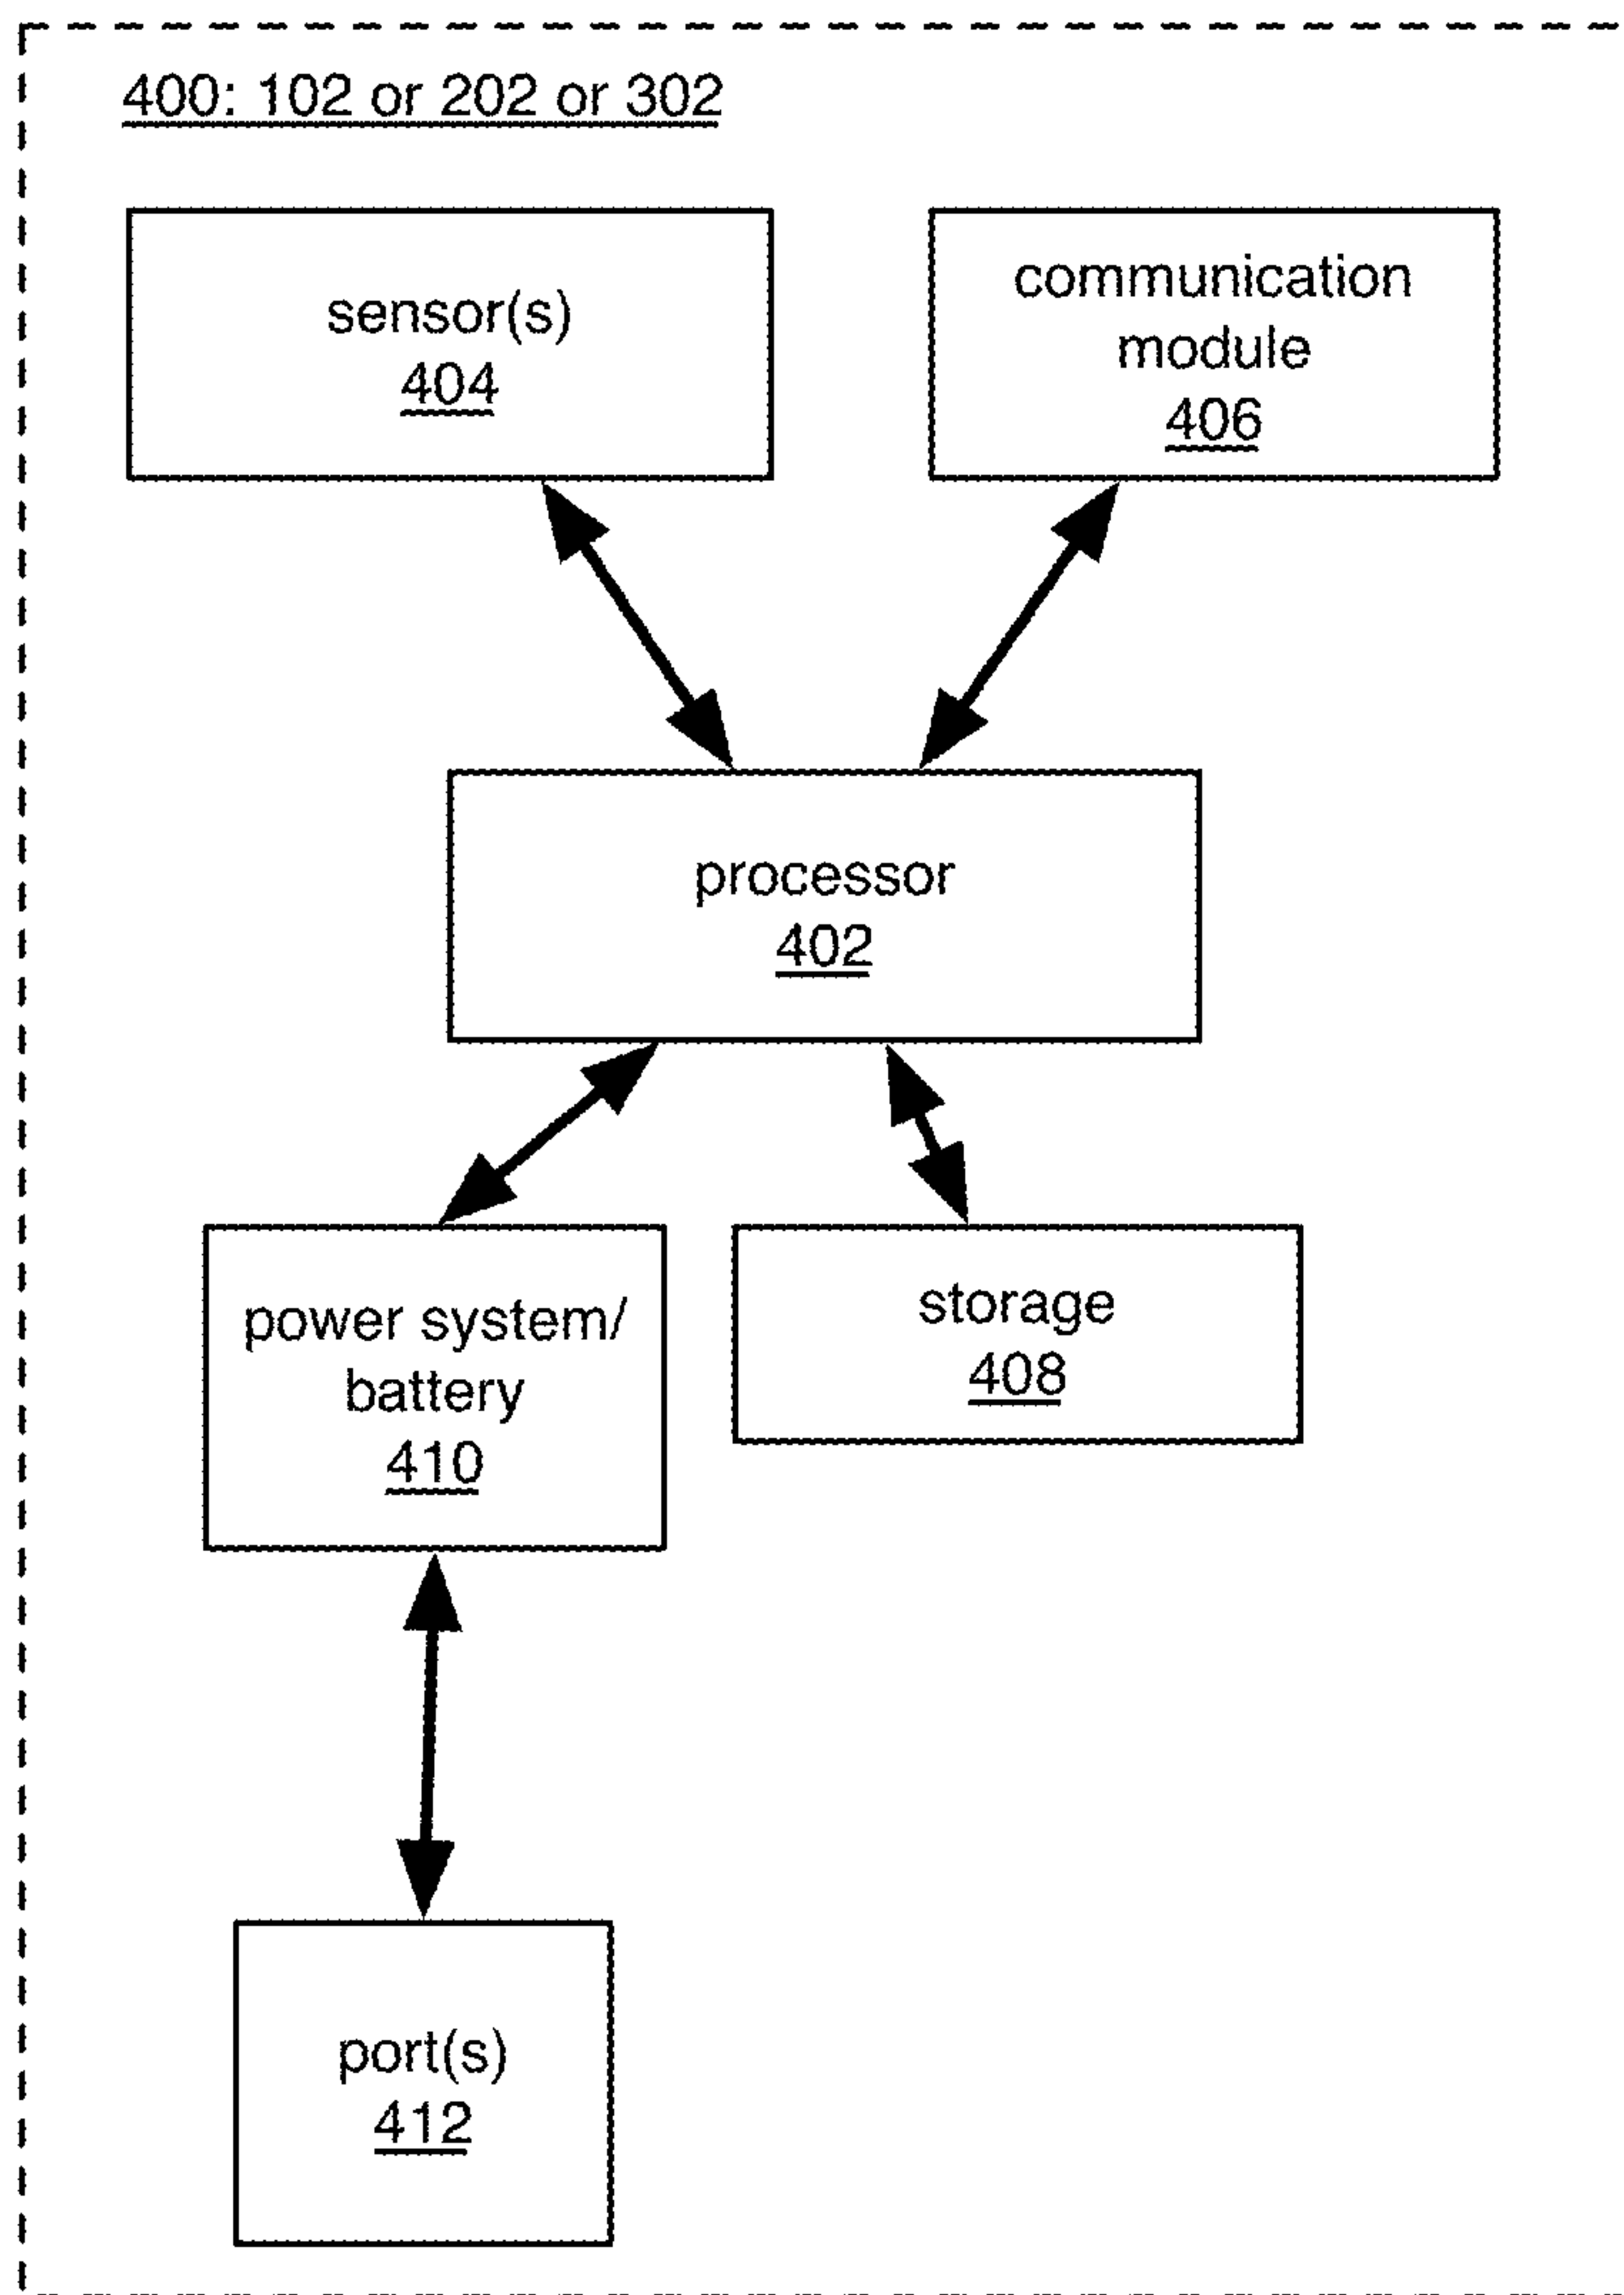 400: 102 or 202 or 302
sensor(s)
404
communication
module
406
processor
402
power system/
battery
410
storage
408
port(s)
412